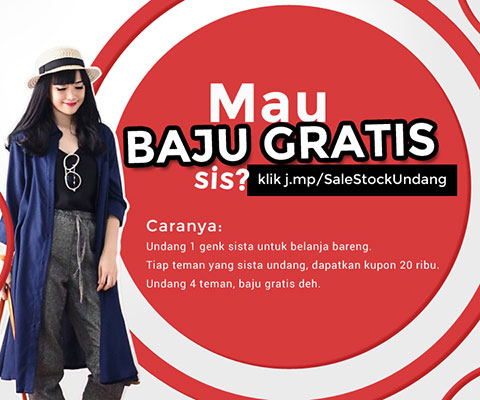 Mau
BAJU GRATIS
sis? klik j.mp/SaleStockUndang
Caranya:
Undang 1 genk sista untuk belanja bareng.
Tiap teman yang sista undang, dapatkan kupon 20 ribu.
Undang 4 teman, baju gratis deh.